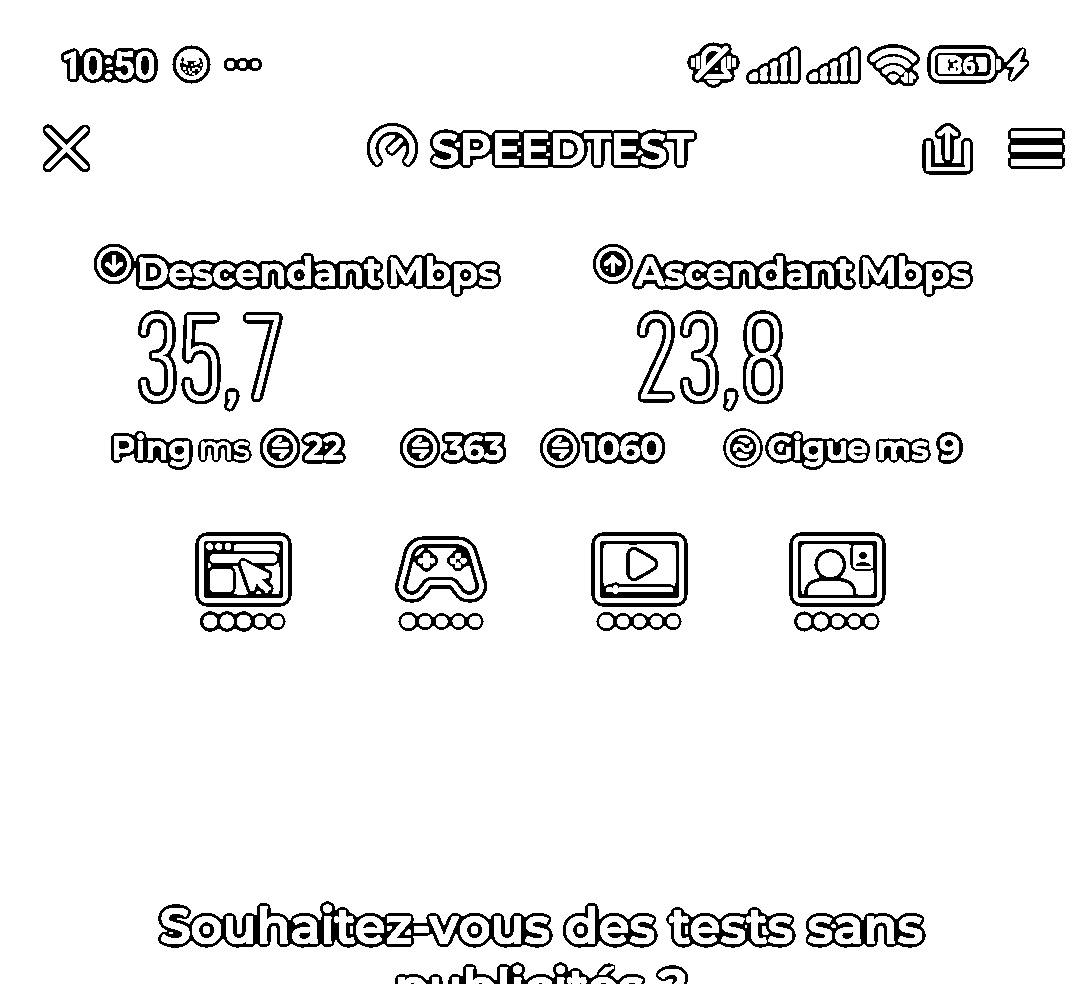 10:50 36
SPEEDTEST
Descendant Mbps Ascendant Mbps
35,7 23,8
Ping ms 22 363 1060 Gigue ms 9
Souhaitez-vous des tests sans
publicités ?